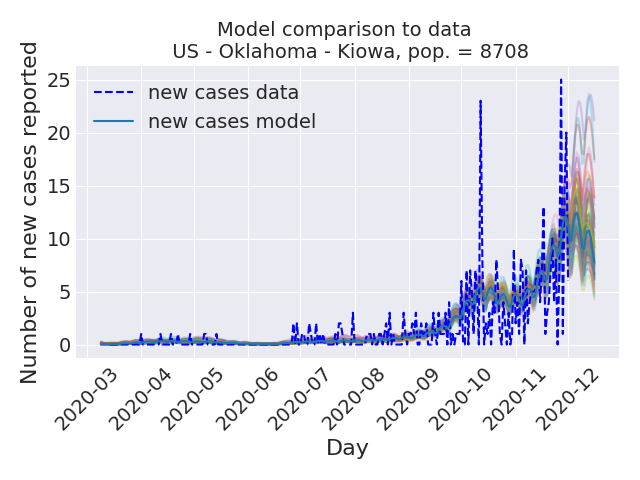 Model comparison to data
US - Oklahoma - Kiowa, pop. = 8708
Number of new cases reported
25
20
15
10
5
0
new cases data
new cases model
2020-03
2020-04
2020-05
2020-06
2020-07
2020-08
2020-09
2020-10
2020-11
2020-12
Day